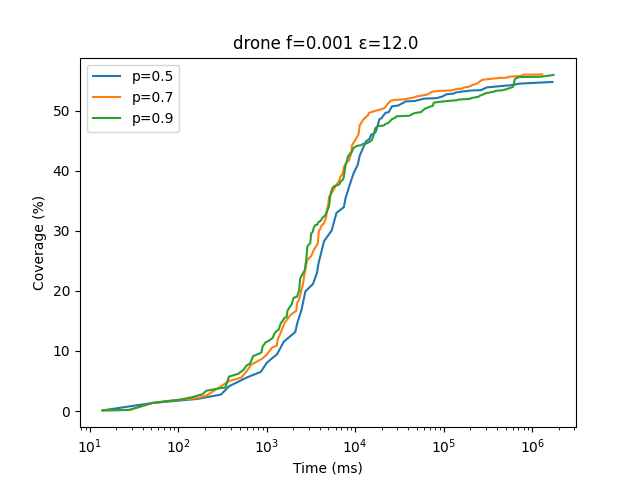 drone f=0.001 ε=12.0
p=0.5
p=0.7
p=0.9
Coverage (%)
50
40
30
20
10
0
10¹ 10² 10³ 10⁴ 10⁵ 10⁶
Time (ms)